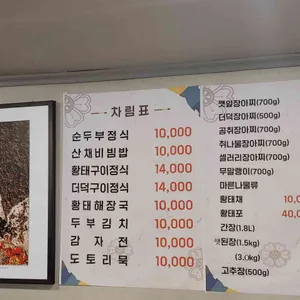 차림표
순두부정식 10,000
산채비빔밥 10,000
황태구이정식 14,000
더덕구이정식 14,000
황태해장국 10,000
두부김치 10,000
감자전 10,000
도토리묵 10,000
깻잎장아찌(700g)
더덕장아찌(500g)
곰취장아찌(700g)
취나물장아찌(700g)
셀러리장아찌(700g)
무말랭이(700g)
마른나물류
황태채 10,0
황태포 40,0
간장(1.8L)
된장(1.5kg)
고추장(500g)